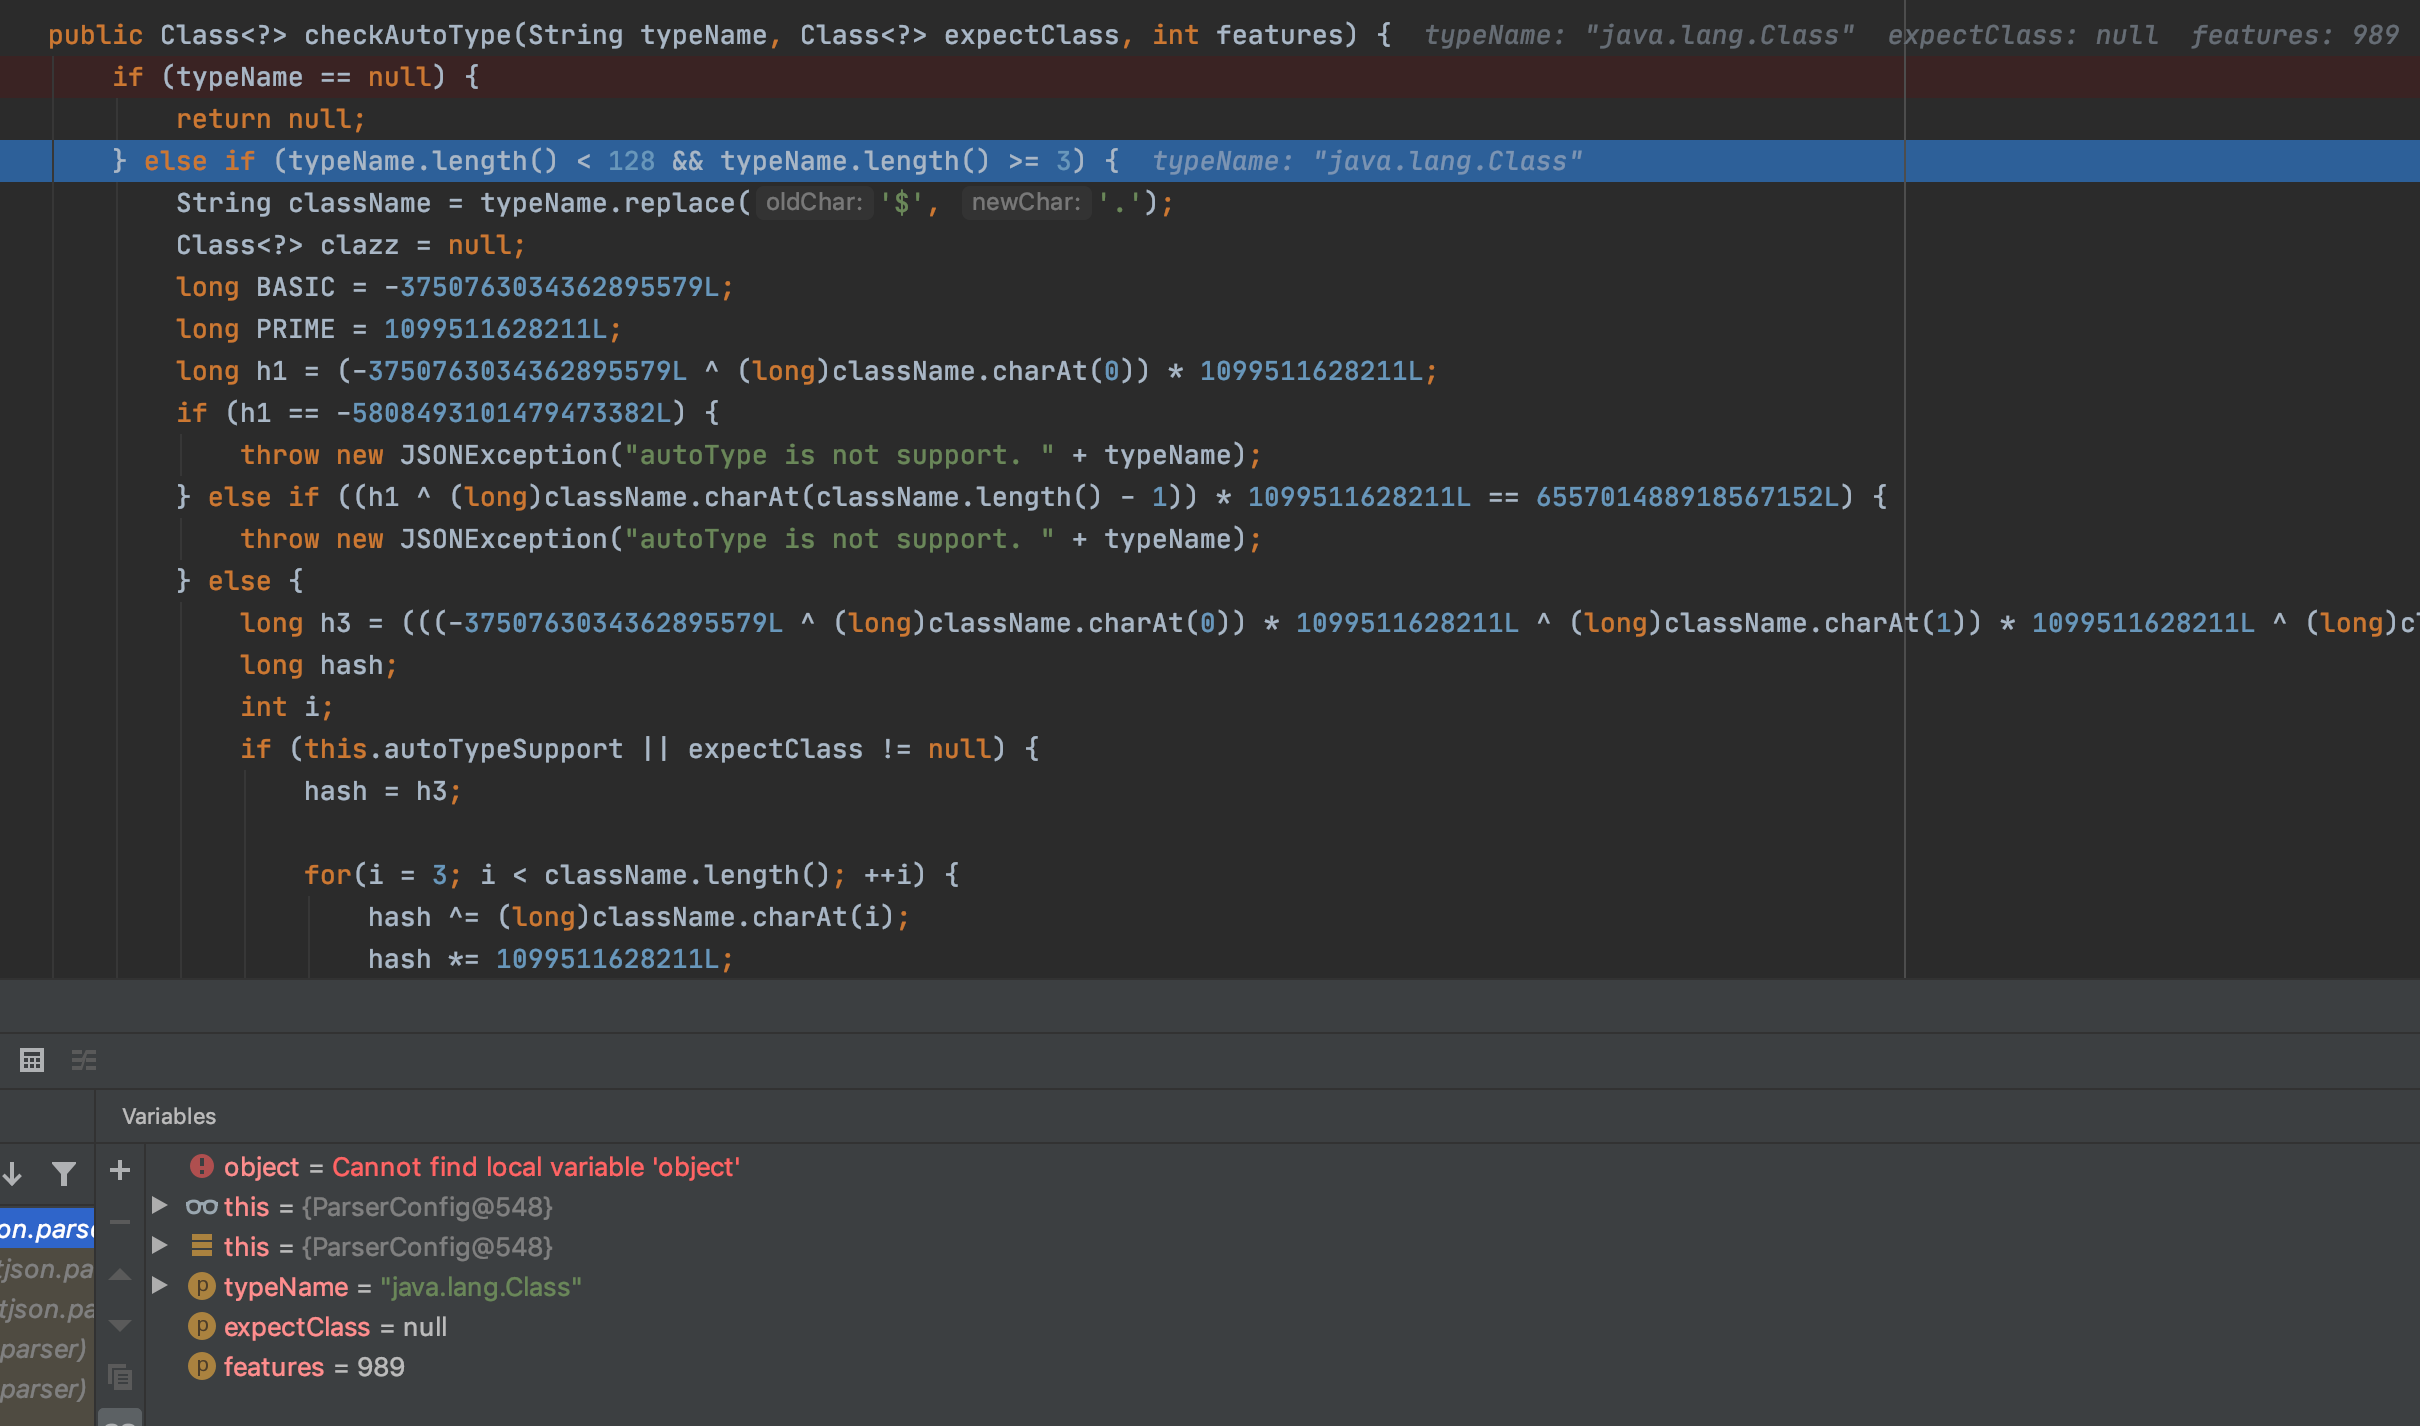 public Class<?> checkAutoType(String typeName, Class<?> expectClass, int features) {  typeName: "java.lang.Class"  expectClass: null  features: 989
if (typeName == null) {
return null;
} else if (typeName.length() < 128 && typeName.length() >= 3) {  typeName: "java.lang.Class"
String className = typeName.replace( oldChar: '$',  newChar: '.');
Class<?> clazz = null;
long BASIC = -3750763034362895579L;
long PRIME = 1099511628211L;
long h1 = (-3750763034362895579L ^ (long)className.charAt(0)) * 1099511628211L;
if (h1 == -5808493101479473382L) {
throw new JSONException("autoType is not support. " + typeName);
} else if ((h1 ^ (long)className.charAt(className.length() - 1)) * 1099511628211L == 655701488918567152L) {
throw new JSONException("autoType is not support. " + typeName);
} else {
long h3 = (((-3750763034362895579L ^ (long)className.charAt(0)) * 1099511628211L ^ (long)className.charAt(1)) * 1099511628211L ^ (long)cl
long hash;
int i;
if (this.autoTypeSupport || expectClass != null) {
hash = h3;
for(i = 3; i < className.length(); ++i) {
hash ^= (long)className.charAt(i);
hash *= 1099511628211L;
Variables
object = Cannot find local variable 'object'
this = {ParserConfig@548}
on.parse
this = {ParserConfig@548}
tjson.pa
typeName = "java.lang.Class"
tjson.pa
expectClass = null
parser)
features = 989
parser)